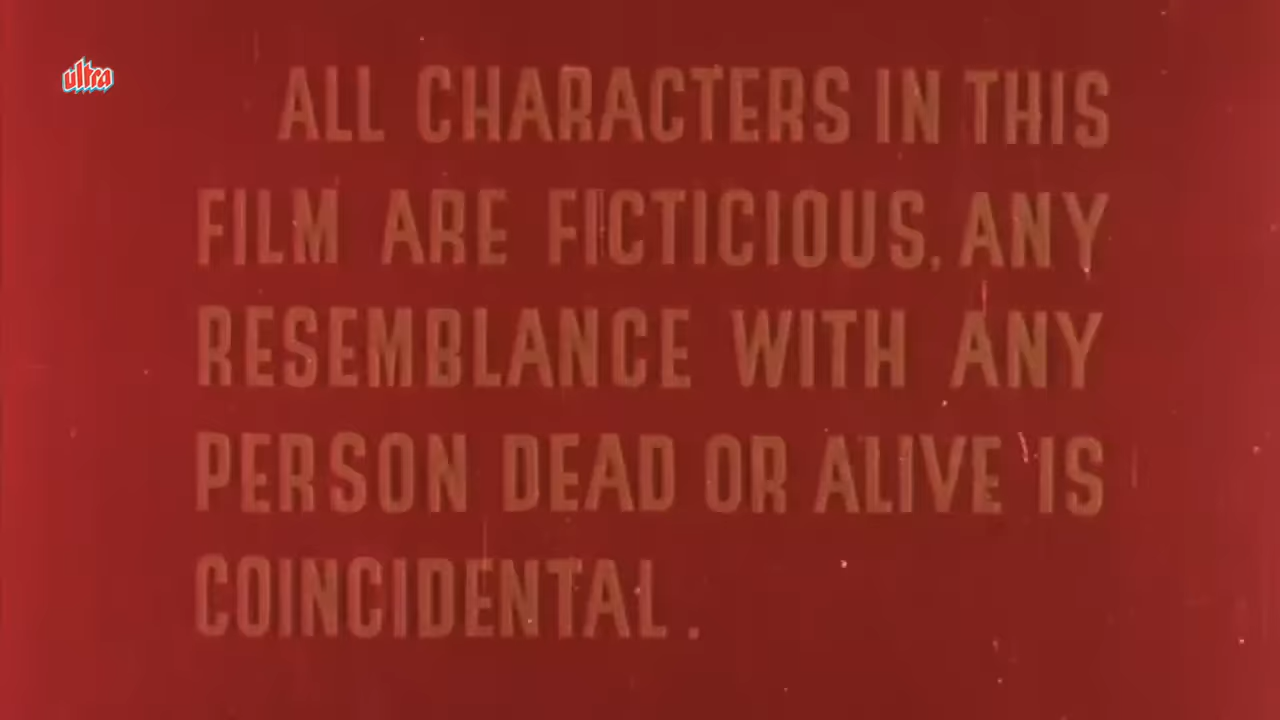 ultra
ALL CHARACTERS IN THIS
FILM ARE FICTICIOUS. ANY
RESEMBLANCE WITH ANY
PERSON DEAD OR ALIVE IS
COINCIDENTAL.